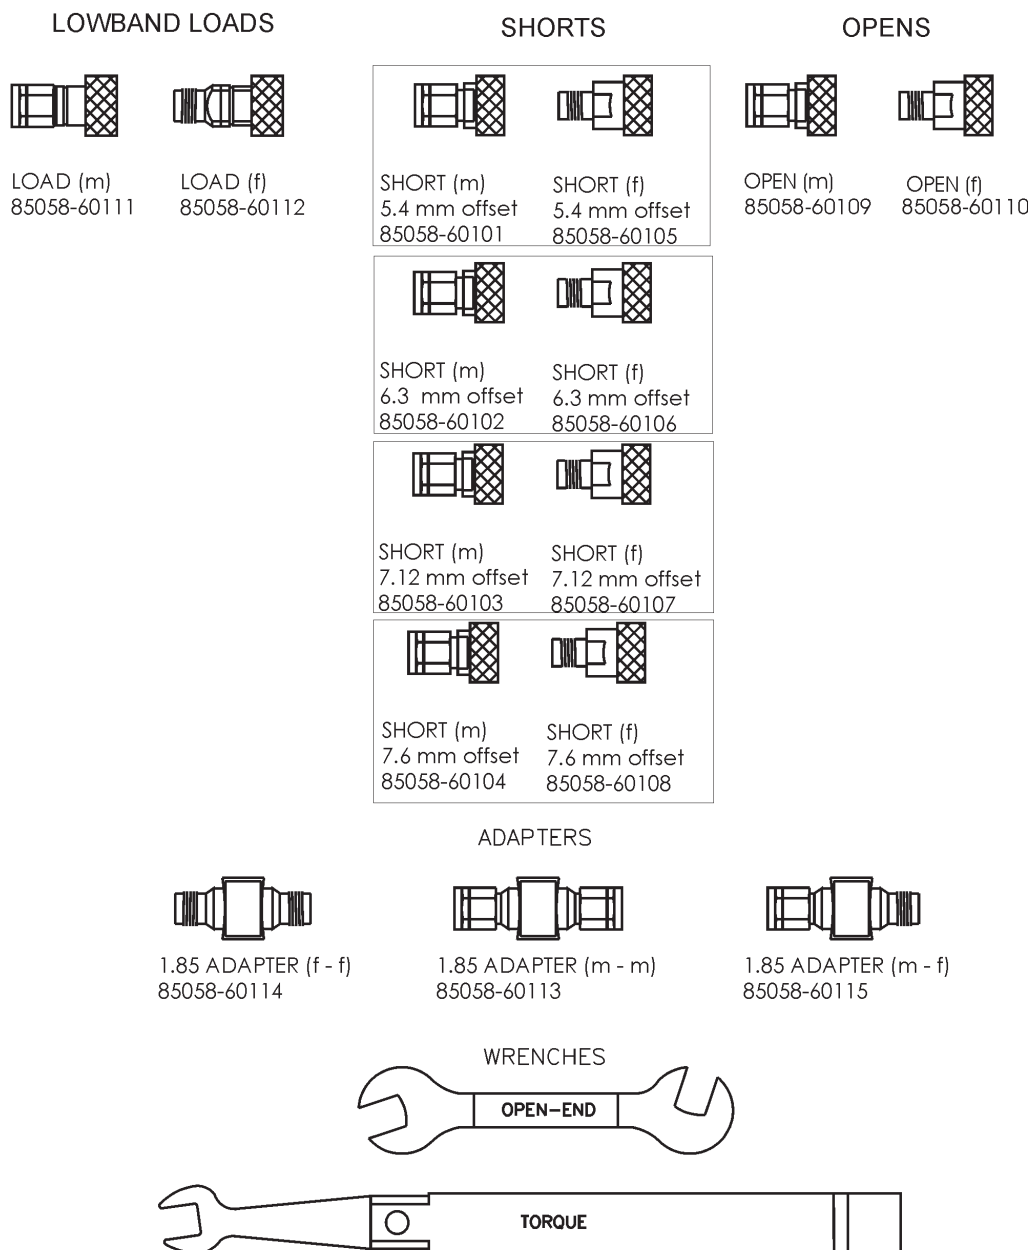 LOWBAND LOADS
SHORTS
OPENS
LOAD (m)
85058-60111
LOAD (f)
85058-60112
SHORT (m)
5.4 mm offset
85058-60101
SHORT (f)
5.4 mm offset
85058-60105
OPEN (m)
85058-60109
OPEN (f)
85058-60110
SHORT (m)
6.3 mm offset
85058-60102
SHORT (f)
6.3 mm offset
85058-60106
SHORT (m)
7.12 mm offset
85058-60103
SHORT (f)
7.12 mm offset
85058-60107
SHORT (m)
7.6 mm offset
85058-60104
SHORT (f)
7.6 mm offset
85058-60108
ADAPTERS
1.85 ADAPTER (f - f)
85058-60114
1.85 ADAPTER (m - m)
85058-60113
1.85 ADAPTER (m - f)
85058-60115
WRENCHES
OPEN-END
TORQUE